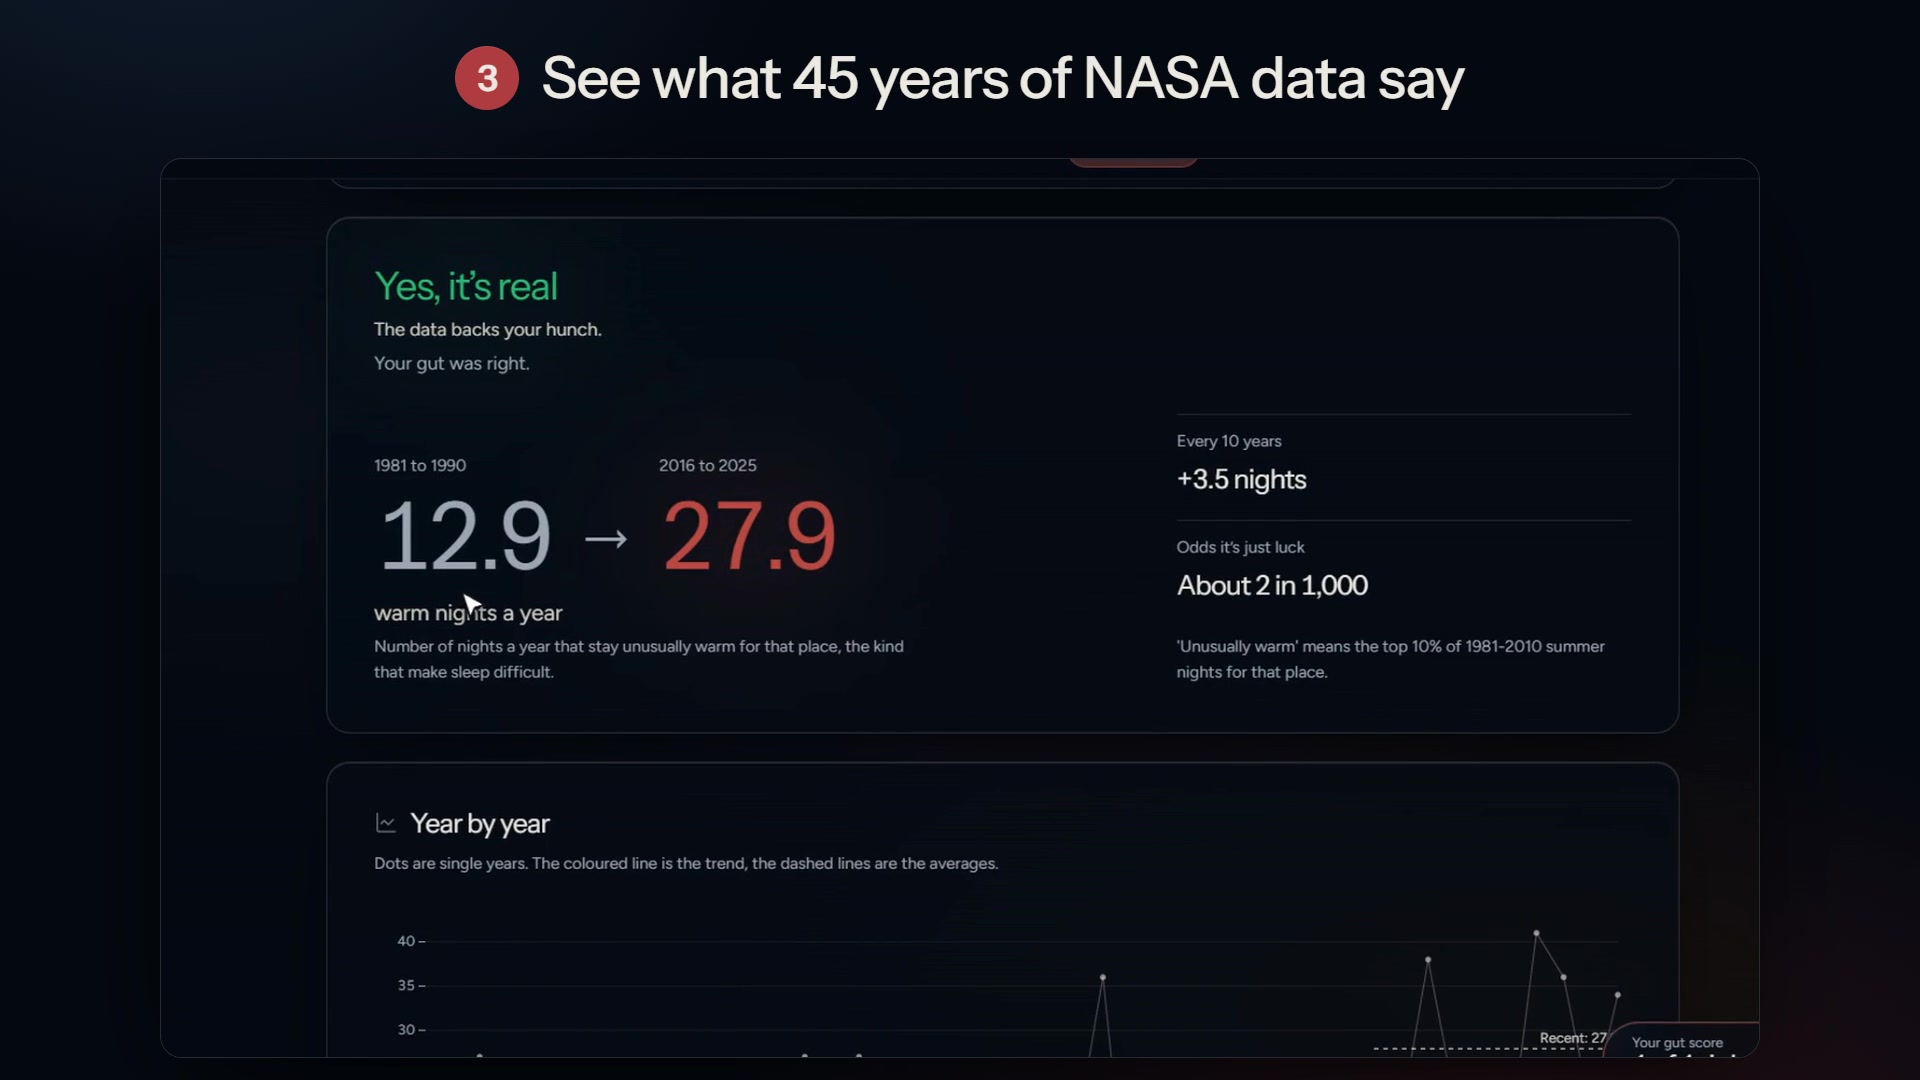 3 See what 45 years of NASA data say
Yes, it's real
The data backs your hunch.
Your gut was right.
1981 to 1990
2016 to 2025
12.9 → 27.9
warm nights a year
Number of nights a year that stay unusually warm for that place, the kind
that make sleep difficult.
Every 10 years
+3.5 nights
Odds it's just luck
About 2 in 1,000
'Unusually warm' means the top 10% of 1981-2010 summer
nights for that place.
Year by year
Dots are single years. The coloured line is the trend, the dashed lines are the averages.
40
35
30
Recent: 27
Your gut score